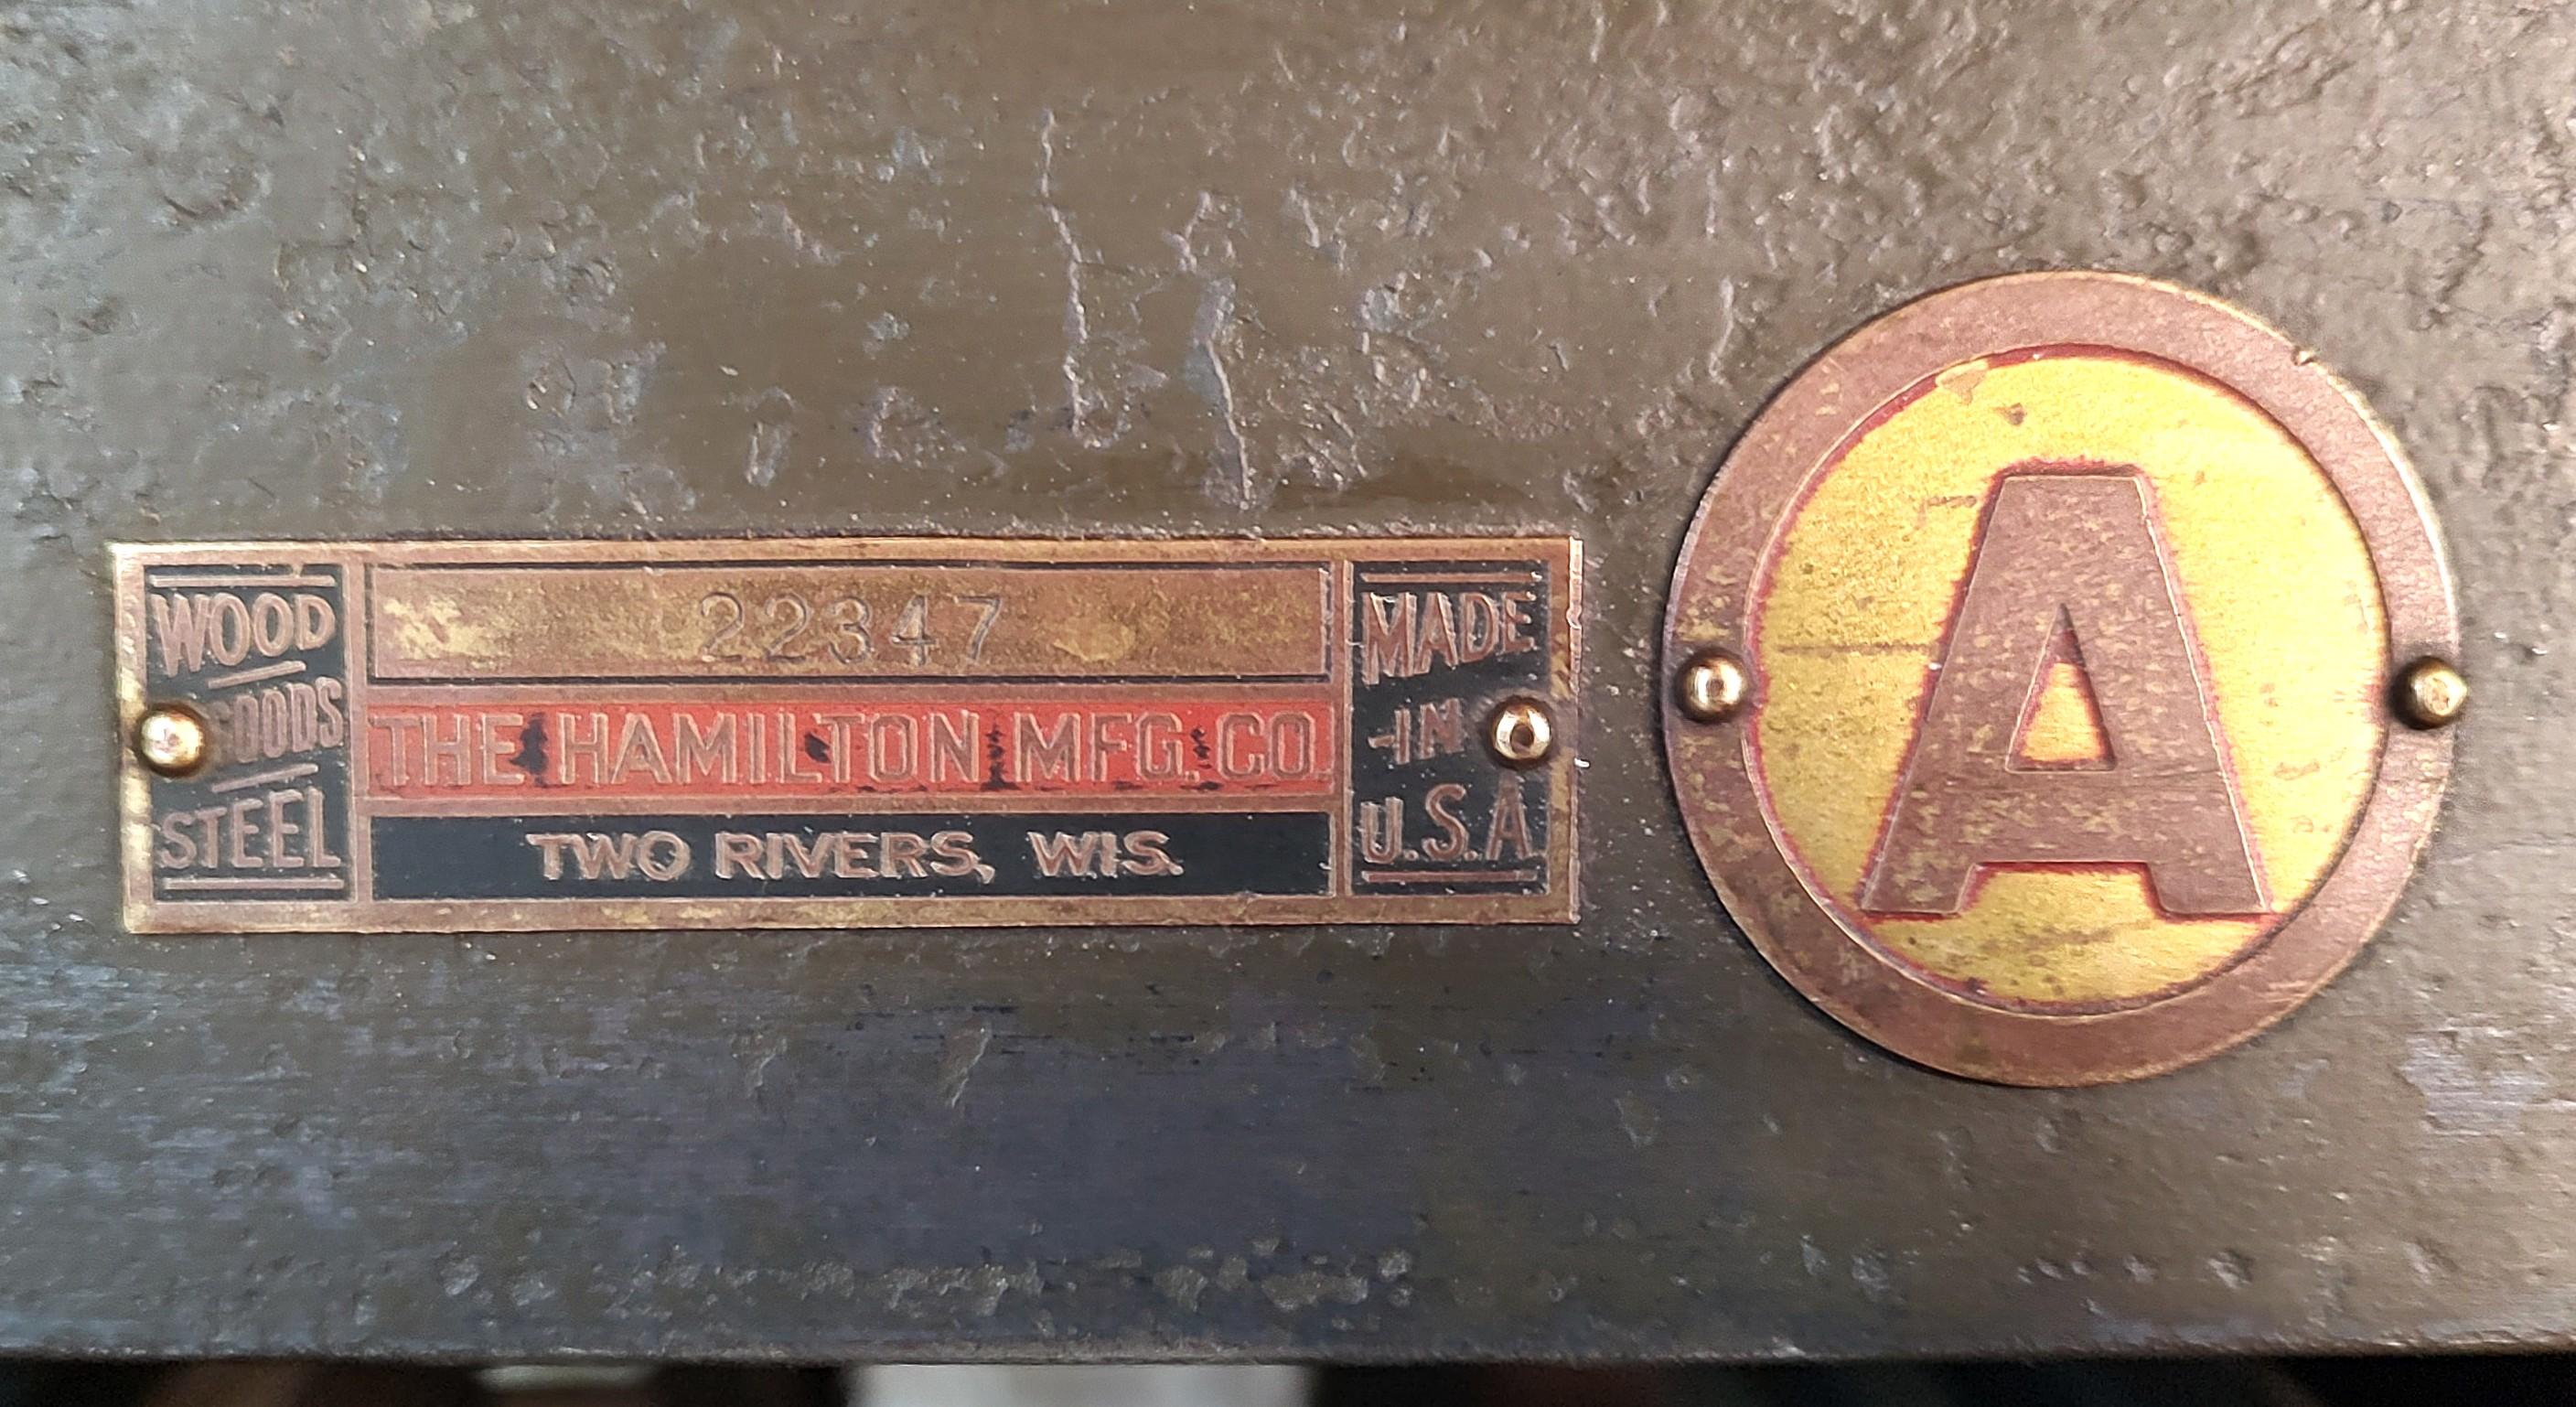 WOOD
GOODS
STEEL
22347
THE HAMILTON MFG. CO.
TWO RIVERS, WIS.
MADE
-IN
U.S.A.
A